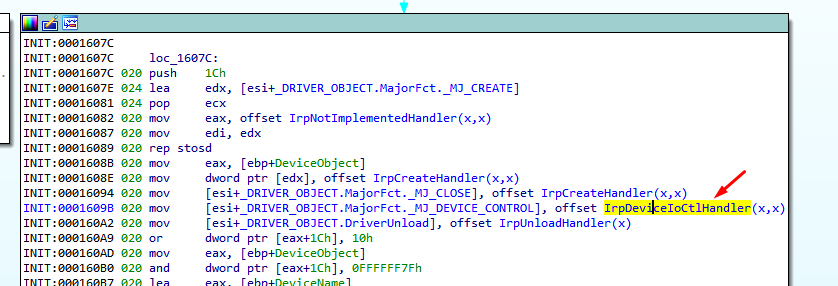 INIT:0001607C
INIT:0001607C loc_1607C:
INIT:0001607C 020 push 1Ch
INIT:0001607E 024 lea edx, [esi+_DRIVER_OBJECT.MajorFct._MJ_CREATE]
INIT:00016081 024 pop ecx
INIT:00016082 020 mov eax, offset IrpNotImplementedHandler(x,x)
INIT:00016087 020 mov edi, edx
INIT:00016089 020 rep stosd
INIT:0001608B 020 mov eax, [ebp+DeviceObject]
INIT:0001608E 020 mov dword ptr [edx], offset IrpCreateHandler(x,x)
INIT:00016094 020 mov [esi+_DRIVER_OBJECT.MajorFct._MJ_CLOSE], offset IrpCreateHandler(x,x)
INIT:0001609B 020 mov [esi+_DRIVER_OBJECT.MajorFct._MJ_DEVICE_CONTROL], offset IrpDeviceIoCtlHandler(x,x)
INIT:000160A2 020 mov [esi+_DRIVER_OBJECT.DriverUnload], offset IrpUnloadHandler(x)
INIT:000160A9 020 or dword ptr [eax+1Ch], 10h
INIT:000160AD 020 mov eax, [ebp+DeviceObject]
INIT:000160B0 020 and dword ptr [eax+1Ch], 0FFFFFF7Fh
INIT:000160B7 020 lea eax, [ebp+DeviceName]